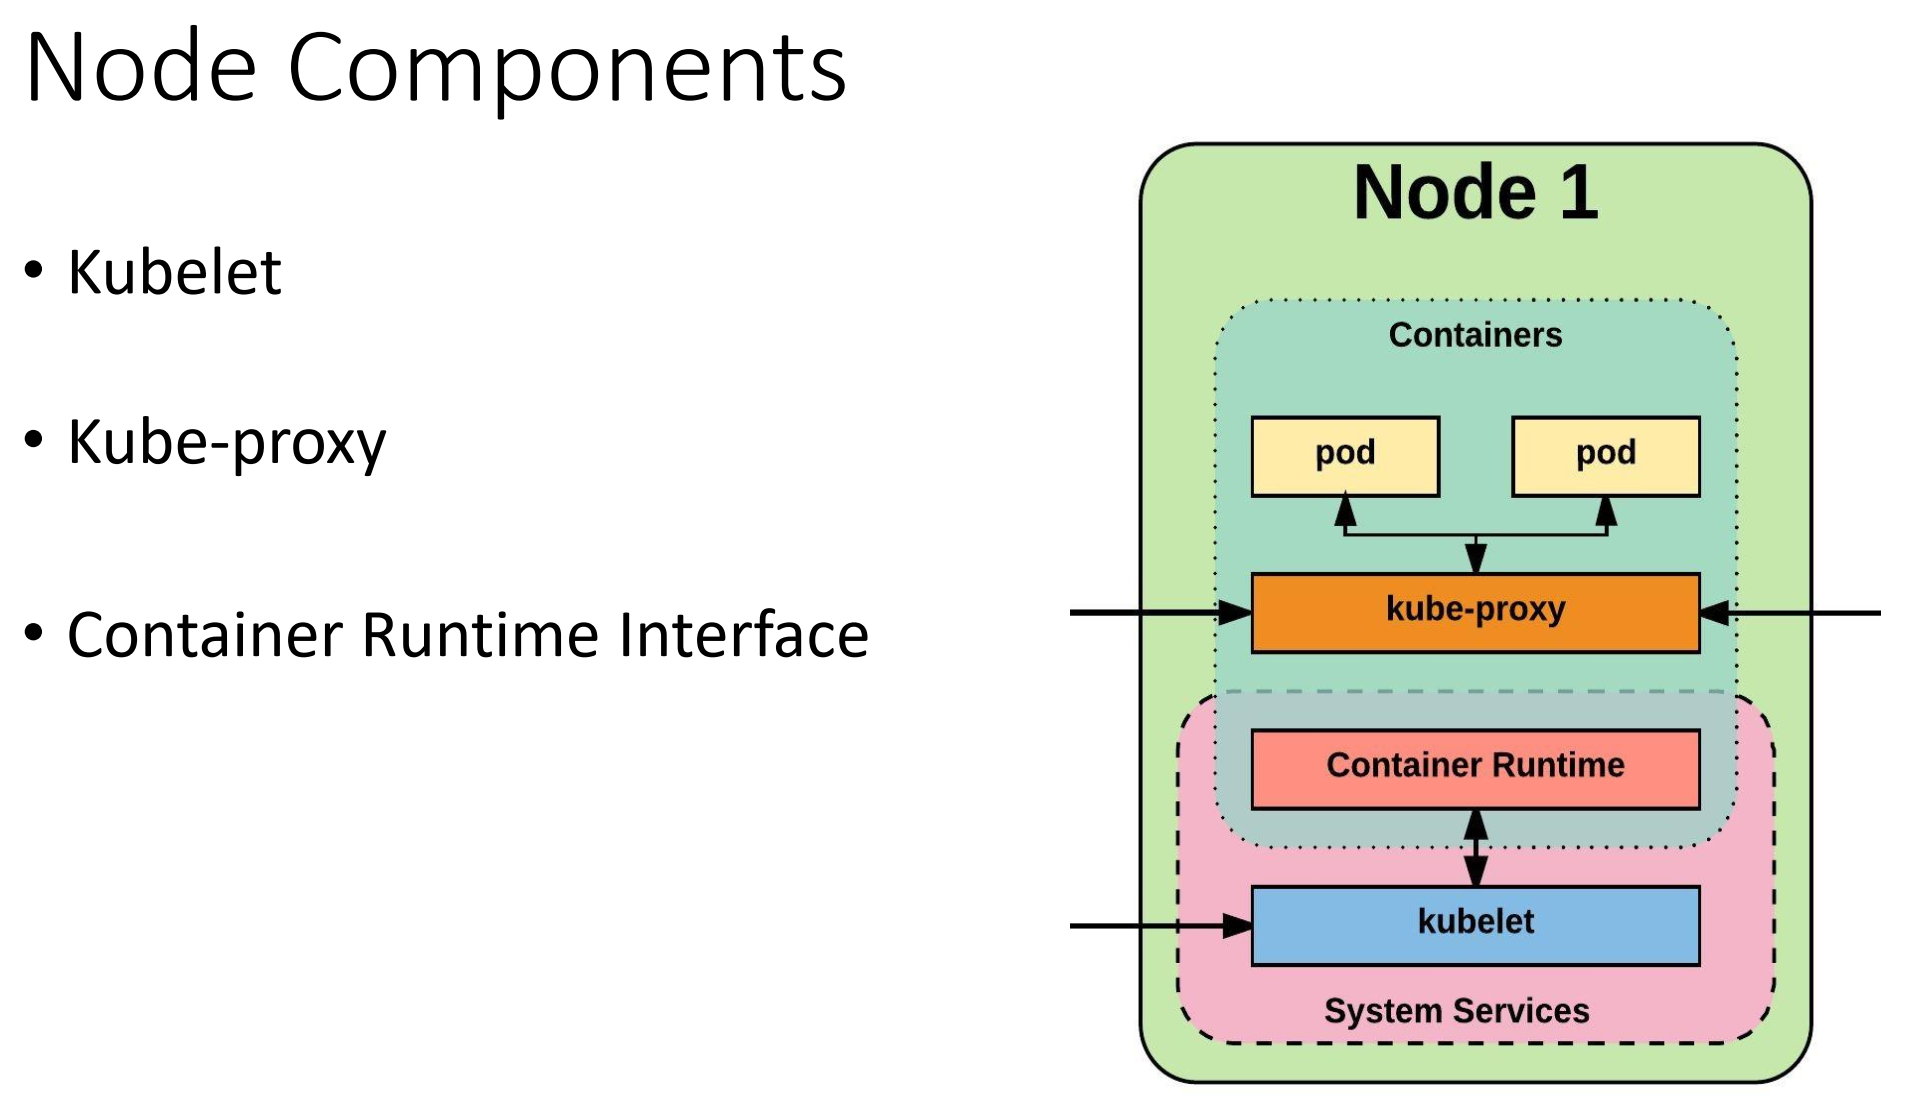 Node Components
• Kubelet
• Kube-proxy
• Container Runtime Interface
Node 1
Containers
pod pod
kube-proxy
Container Runtime
kubelet
System Services